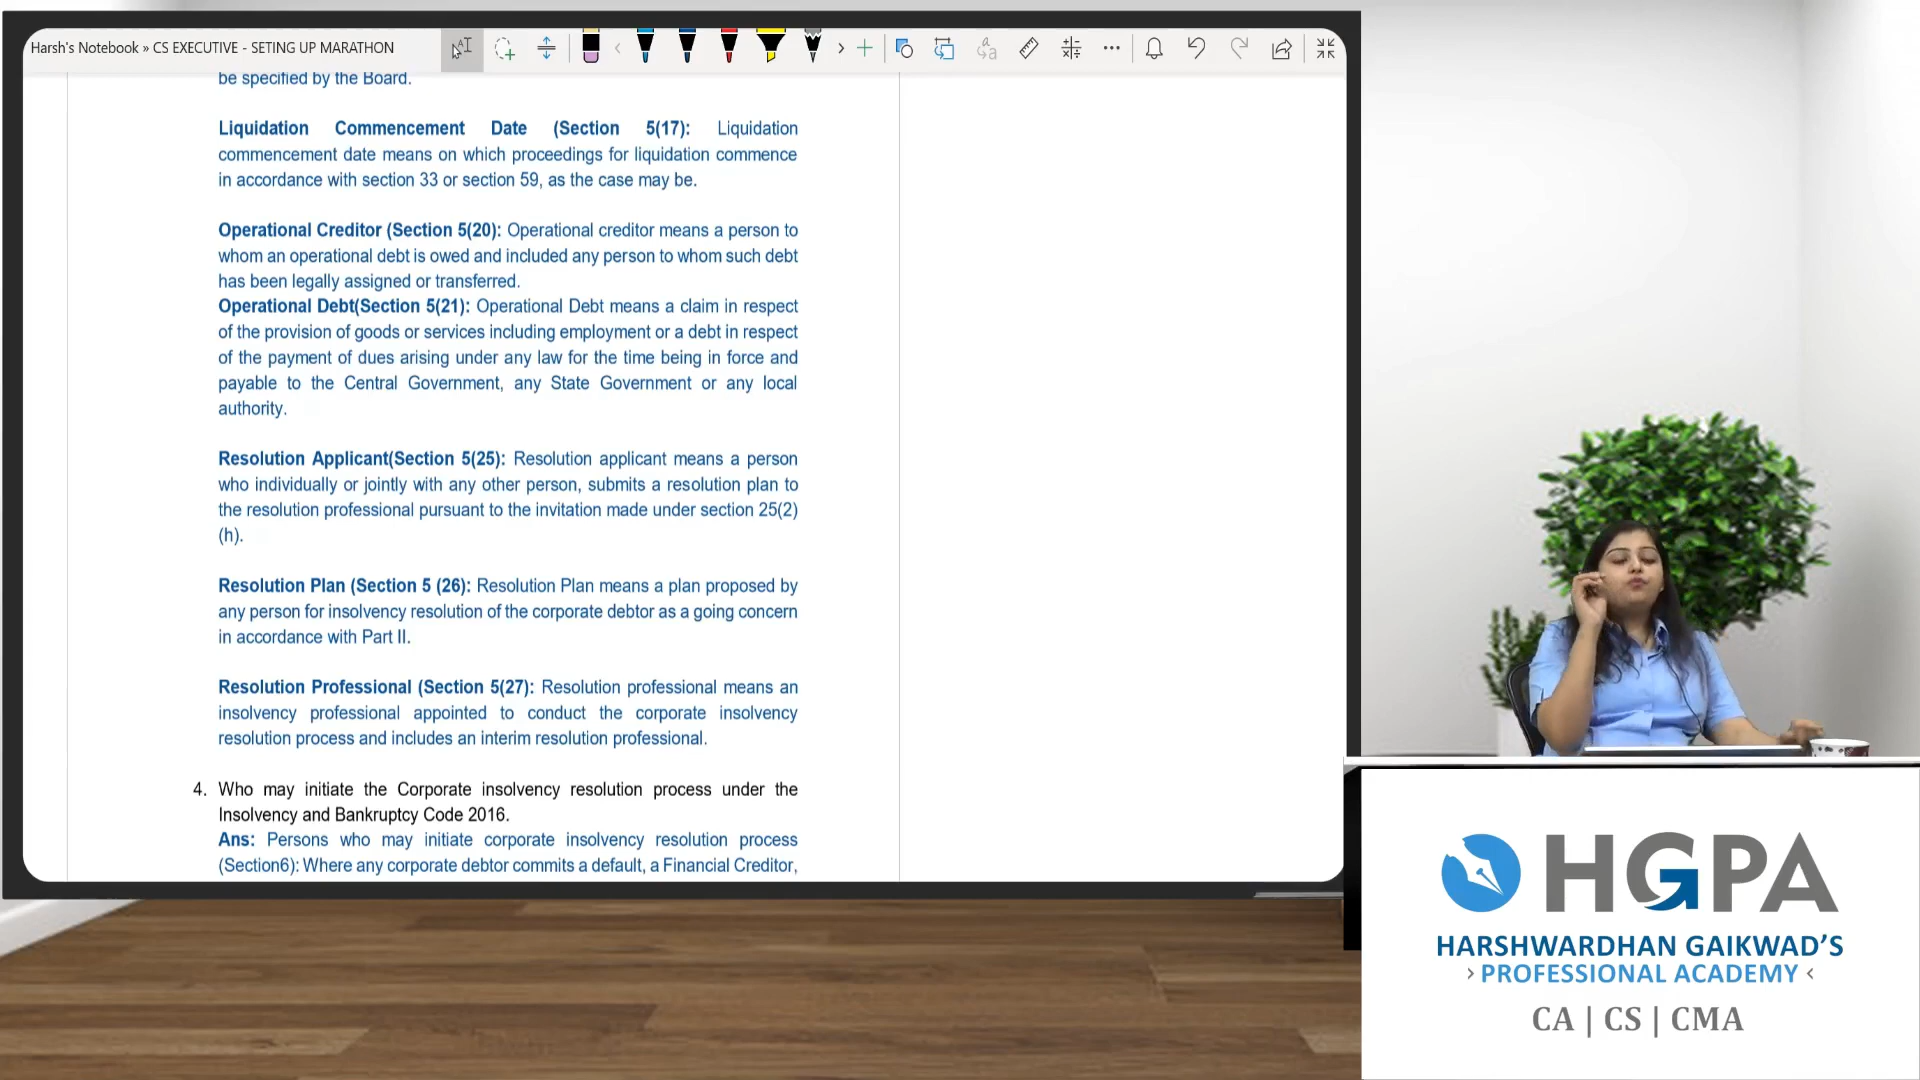 Harsh's Notebook » CS EXECUTIVE - SETING UP MARATHON
be specified by the Board.
Liquidation Commencement Date (Section 5(17): Liquidation
commencement date means on which proceedings for liquidation commence
in accordance with section 33 or section 59, as the case may be.
Operational Creditor (Section 5(20): Operational creditor means a person to
whom an operational debt is owed and included any person to whom such debt
has been legally assigned or transferred.
Operational Debt(Section 5(21): Operational Debt means a claim in respect
of the provision of goods or services including employment or a debt in respect
of the payment of dues arising under any law for the time being in force and
payable to the Central Government, any State Government or any local
authority.
Resolution Applicant(Section 5(25): Resolution applicant means a person
who individually or jointly with any other person, submits a resolution plan to
the resolution professional pursuant to the invitation made under section 25(2)
(h).
Resolution Plan (Section 5 (26): Resolution Plan means a plan proposed by
any person for insolvency resolution of the corporate debtor as a going concern
in accordance with Part II.
Resolution Professional (Section 5(27): Resolution professional means an
insolvency professional appointed to conduct the corporate insolvency
resolution process and includes an interim resolution professional.
4. Who may initiate the Corporate insolvency resolution process under the
Insolvency and Bankruptcy Code 2016.
Ans: Persons who may initiate corporate insolvency resolution process
(Section6): Where any corporate debtor commits a default, a Financial Creditor,
HGPA
HARSHWARDHAN GAIKWAD'S
› PROFESSIONAL ACADEMY ‹
CA | CS | CMA